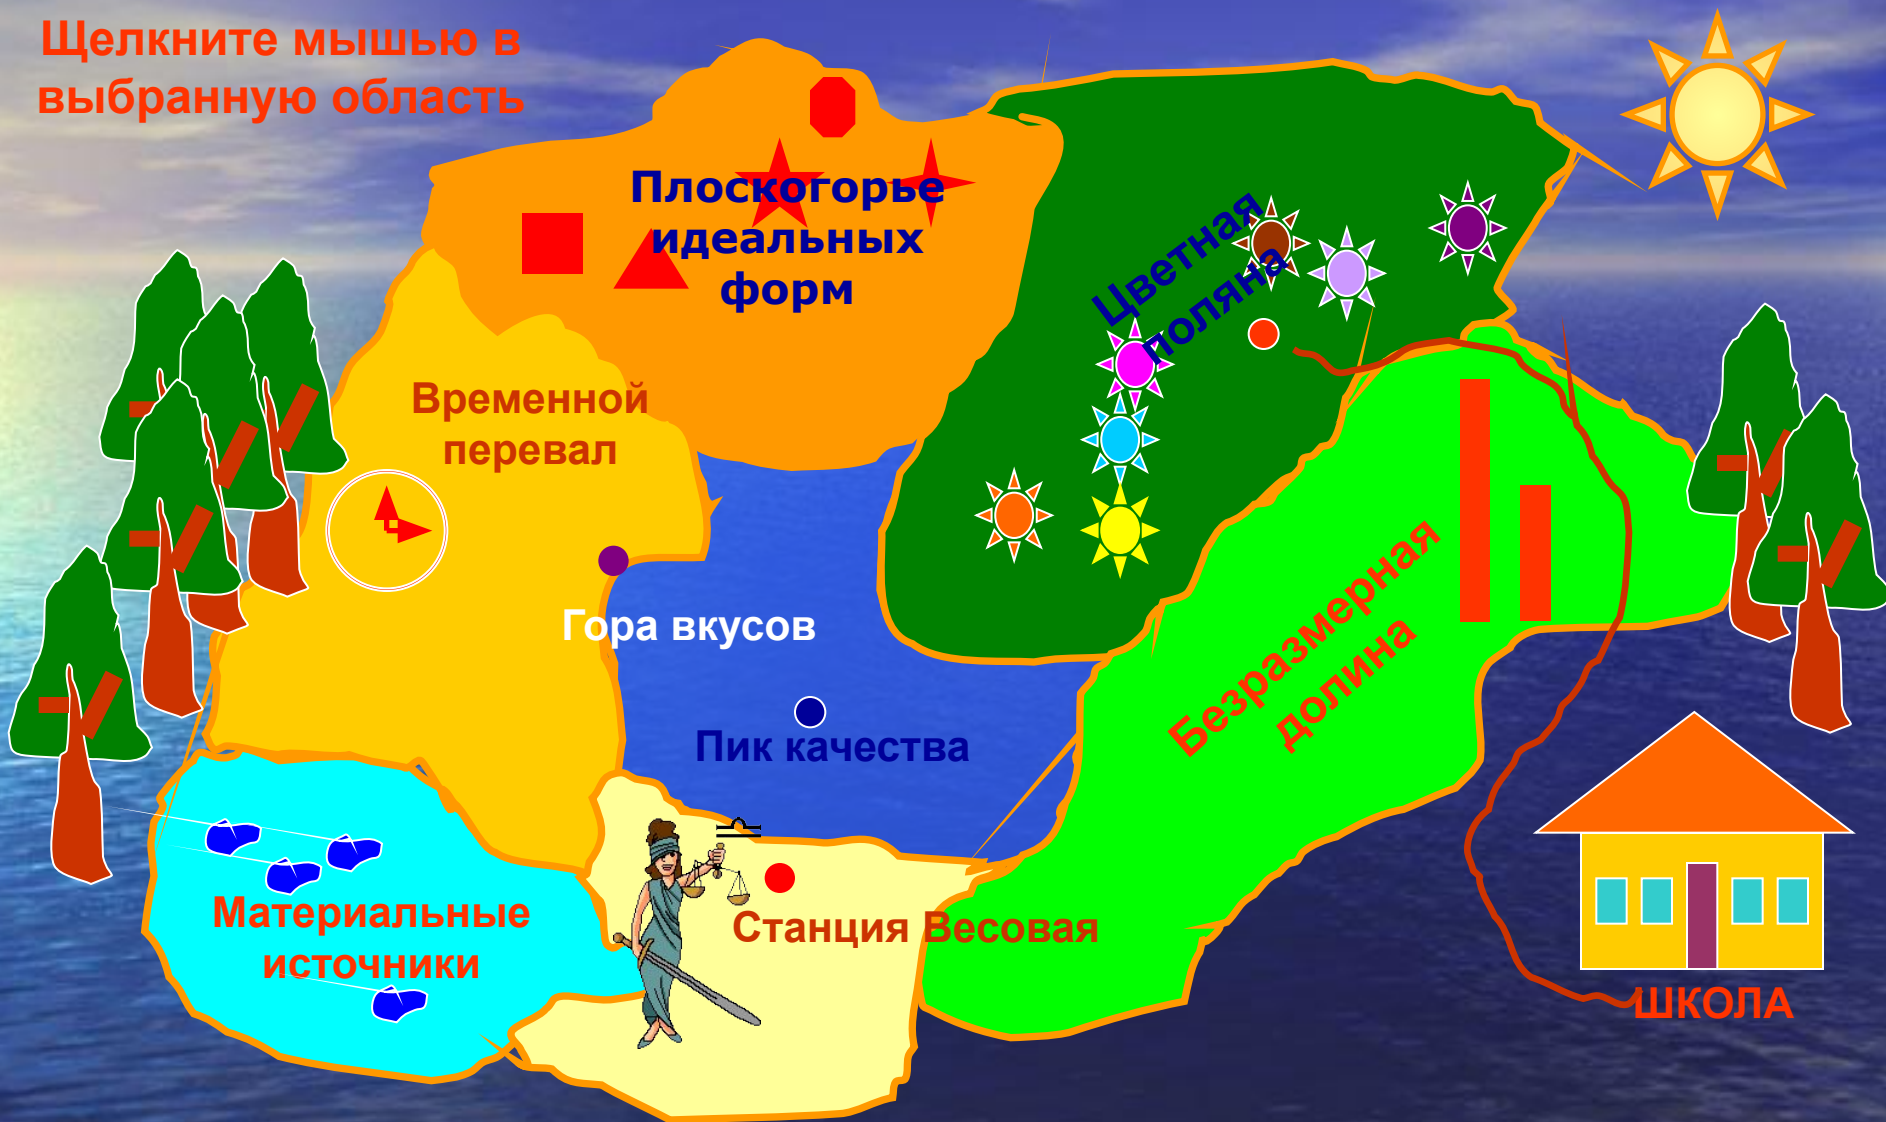 Щелкните мышью в
выбранную область
Плоскогорье
идеальных
форм
Цветная
поляна
Временной
перевал
Гора вкусов
Пик качества
Безразмерная
долина
Материальные
источники
Станция Весовая
ШКОЛА